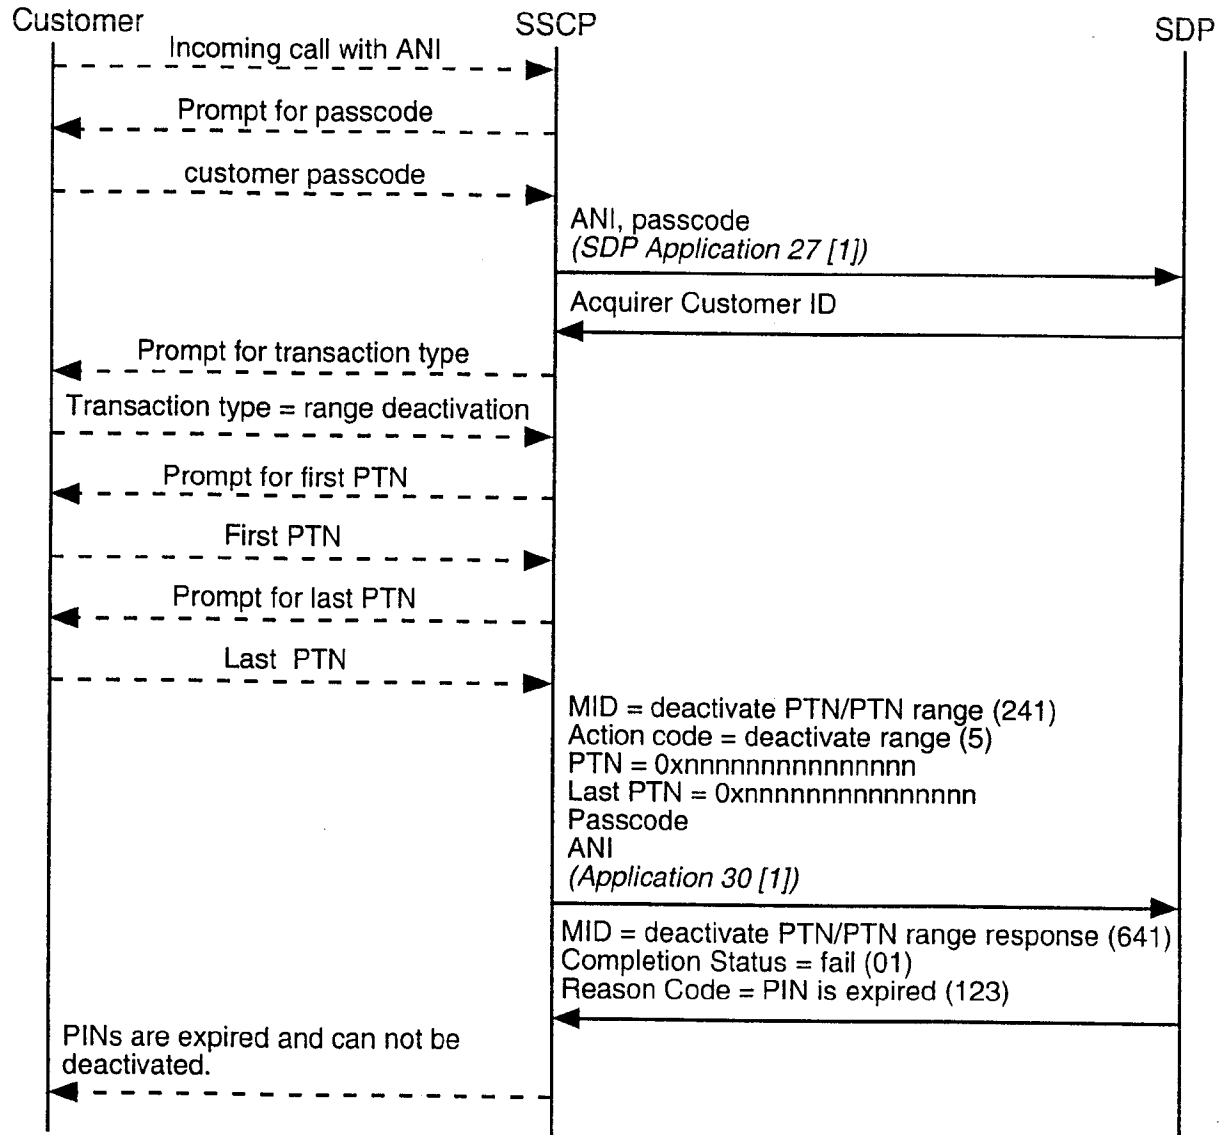 Customer
SSCP
SDP
Incoming call with ANI
Prompt for passcode
customer passcode
ANI, passcode
(SDP Application 27 [1])
Acquirer Customer ID
Prompt for transaction type
Transaction type = range deactivation
Prompt for first PTN
First PTN
Prompt for last PTN
Last PTN
MID = deactivate PTN/PTN range (241)
Action code = deactivate range (5)
PTN = 0xnnnnnnnnnnnnnnnn
Last PTN = 0xnnnnnnnnnnnnnnnn
Passcode
ANI
(Application 30 [1])
MID = deactivate PTN/PTN range response (641)
Completion Status = fail (01)
Reason Code = PIN is expired (123)
PINs are expired and can not be
deactivated.